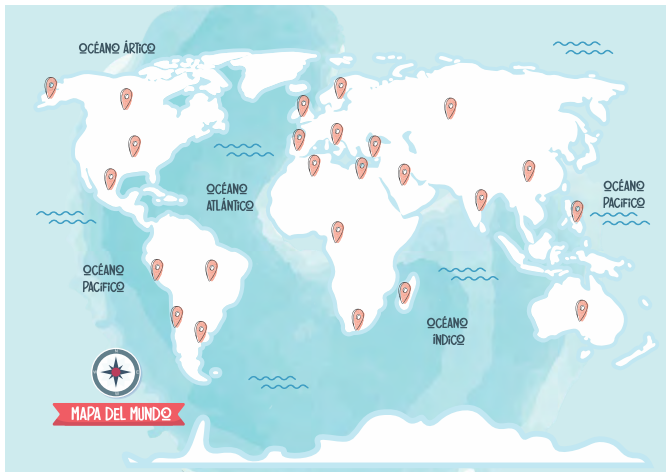 OCÉANO ÁRTICO
OCÉANO
ATLÁNTICO
OCÉANO
PACíFICO
OCÉANO
PACíFICO
OCÉANO
íNDICO
MAPA DEL MUNDO